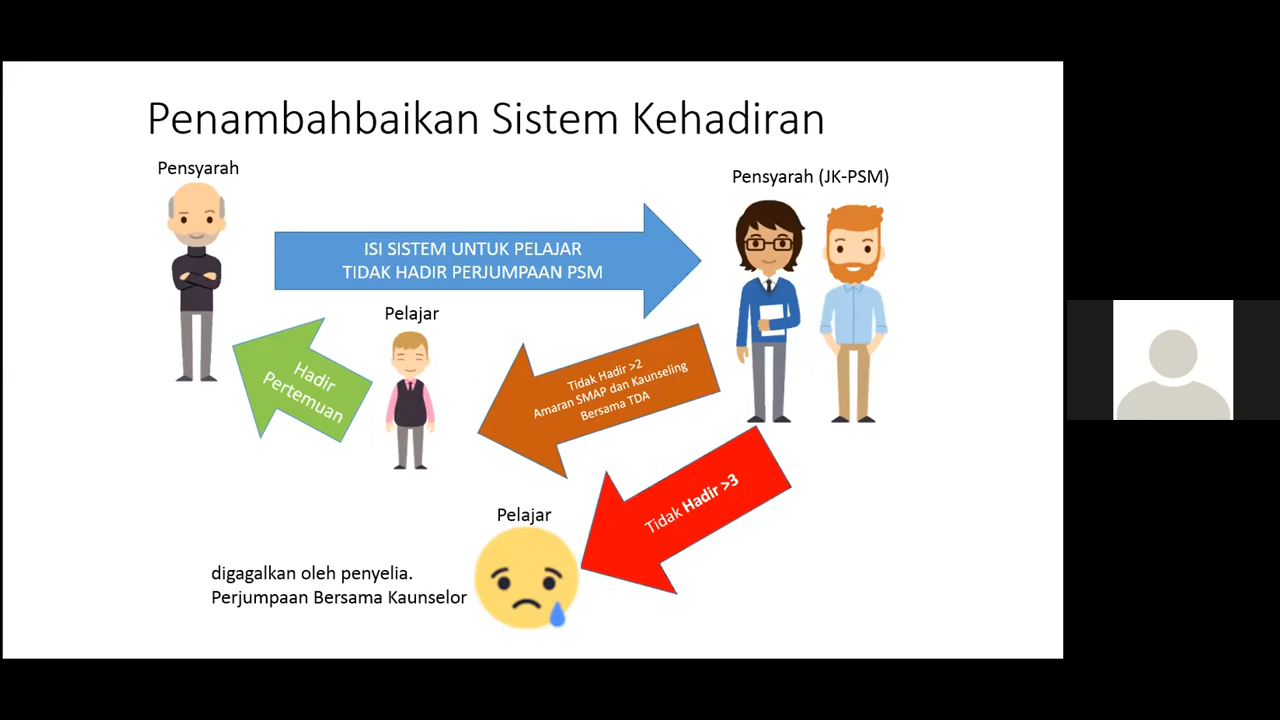 Penambahbaikan Sistem Kehadiran
Pensyarah
Pensyarah (JK-PSM)
ISI SISTEM UNTUK PELAJAR
TIDAK HADIR PERJUMPAAN PSM
Pelajar
Hadir
Pertemuan
Tidak Hadir >2
Amaran SMAP dan Kaunseling
Bersama TDA
Tidak Hadir >3
Pelajar
digagalkan oleh penyelia.
Perjumpaan Bersama Kaunselor